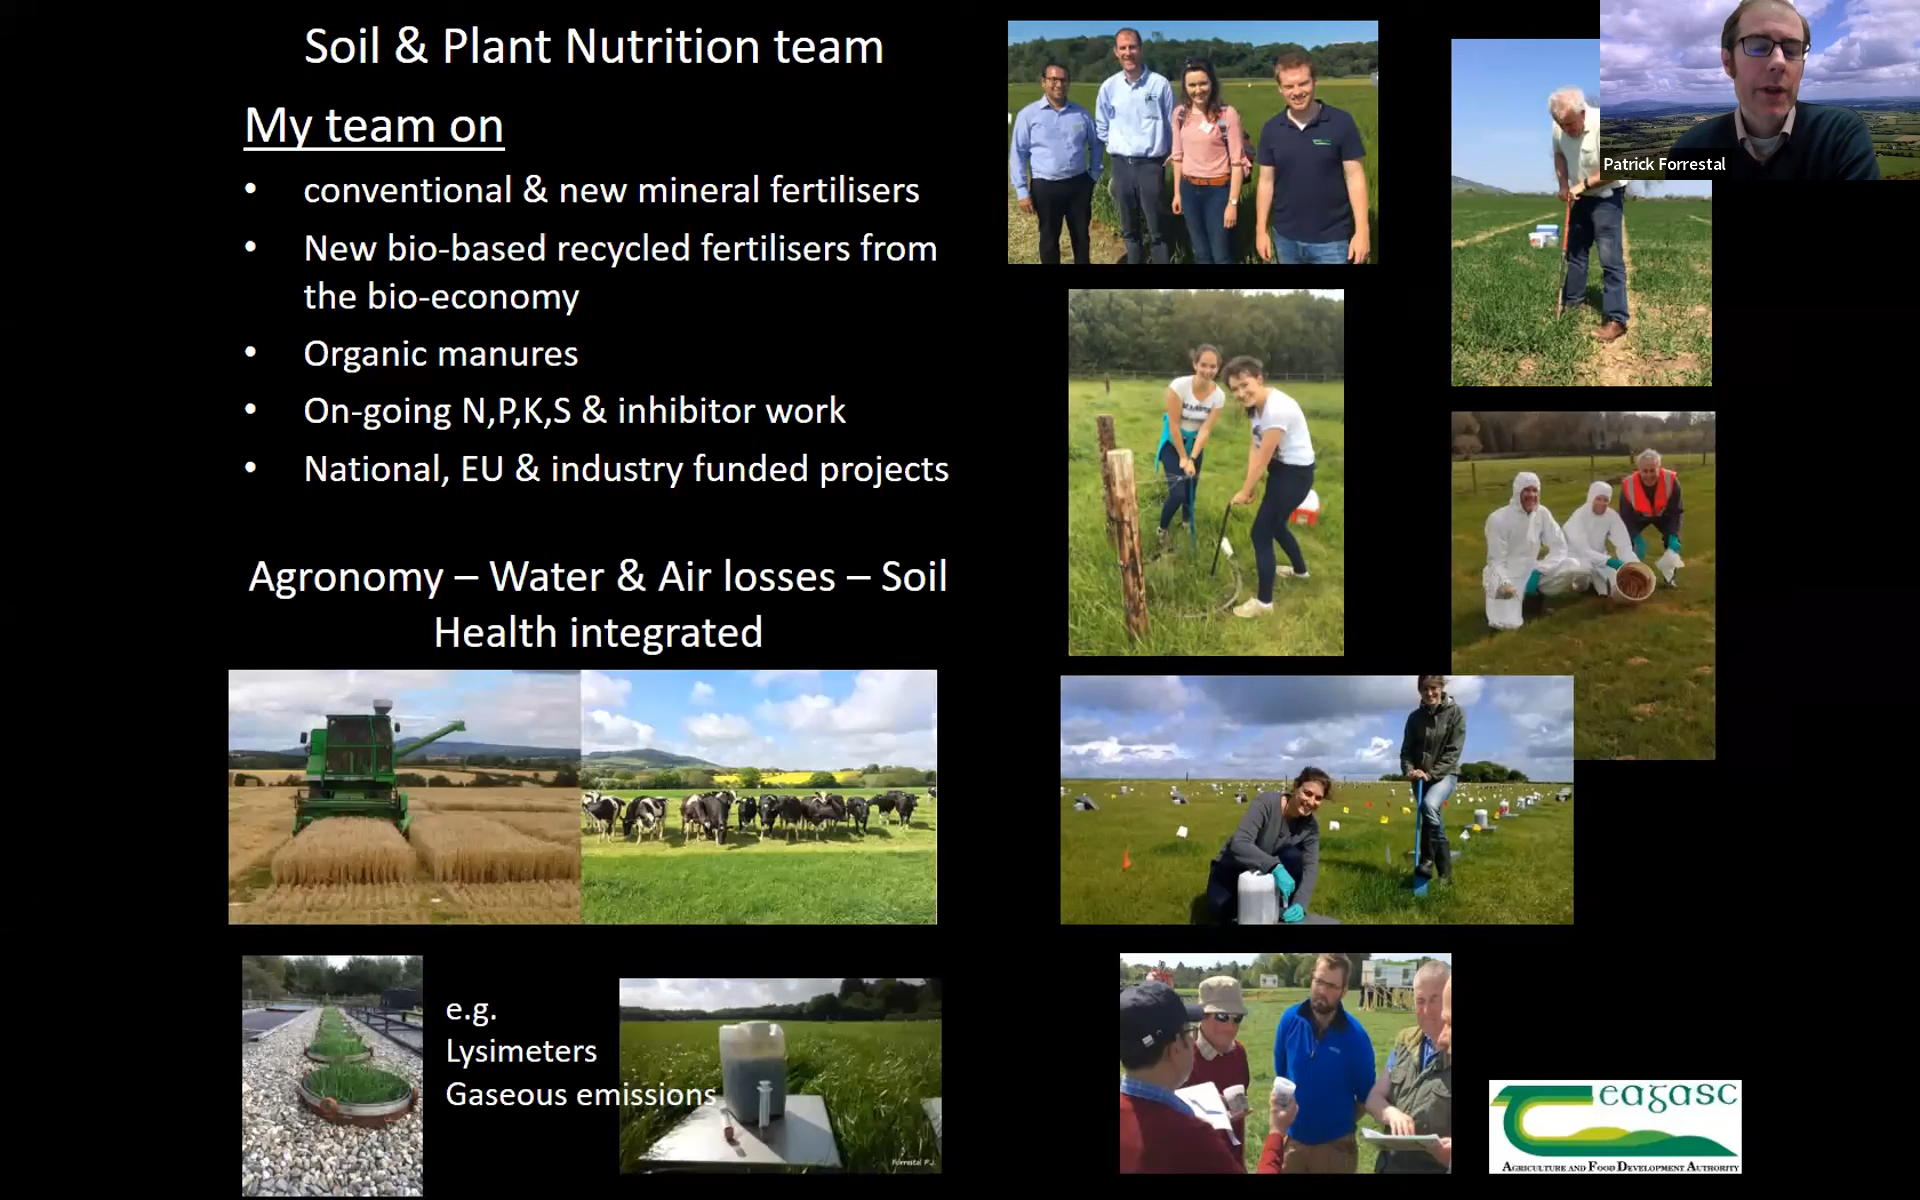 Soil & Plant Nutrition team
My team on
• conventional & new mineral fertilisers
• New bio-based recycled fertilisers from
the bio-economy
• Organic manures
• On-going N,P,K,S & inhibitor work
• National, EU & industry funded projects
Agronomy – Water & Air losses – Soil
Health integrated
e.g.
Lysimeters
Gaseous emissions
Forrestal P.J.
Patrick Forrestal
eagasc
AGRICULTURE AND FOOD DEVELOPMENT AUTHORITY